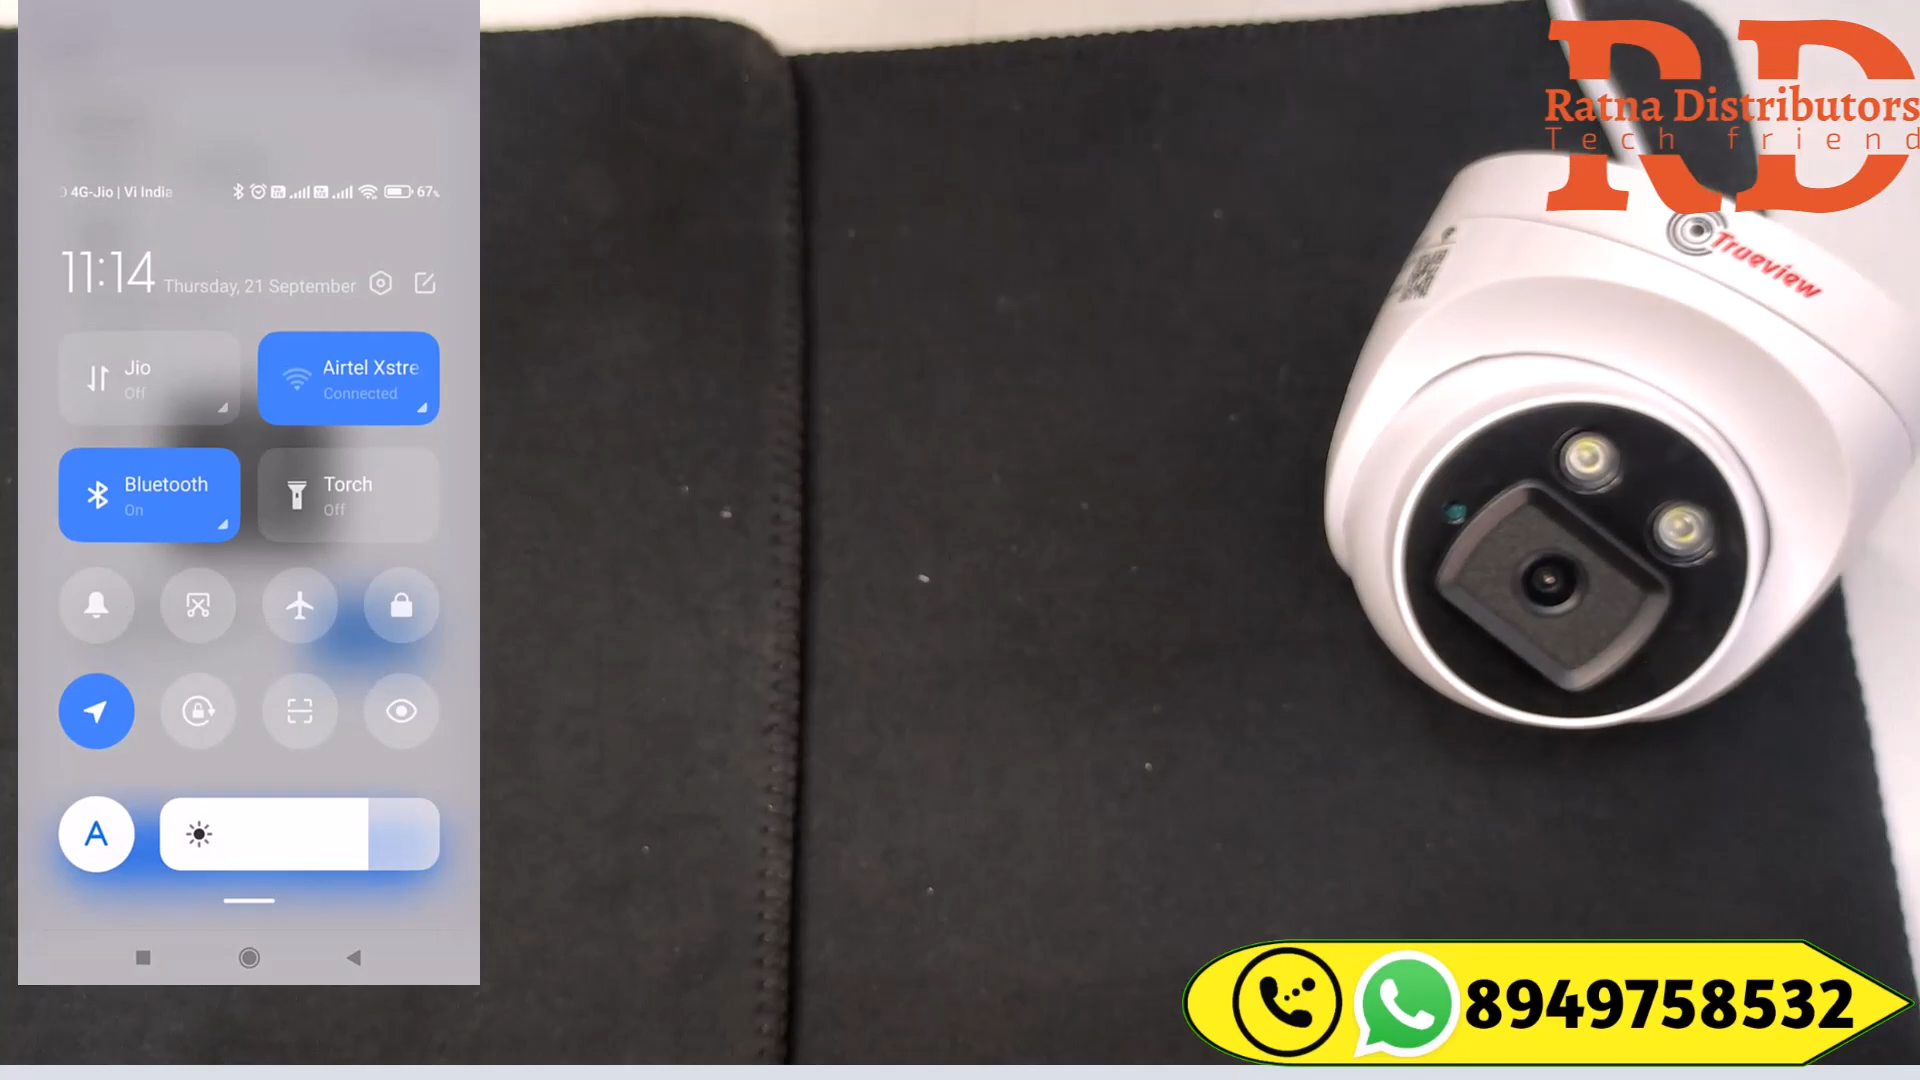 4G-Jio | Vi India
67%
11:14 Thursday, 21 September
Jio
Off
Airtel Xstre
Connected
Bluetooth
On
Torch
Off
A
RD
Ratna Distributors
Tech friend
Trueview
8949758532